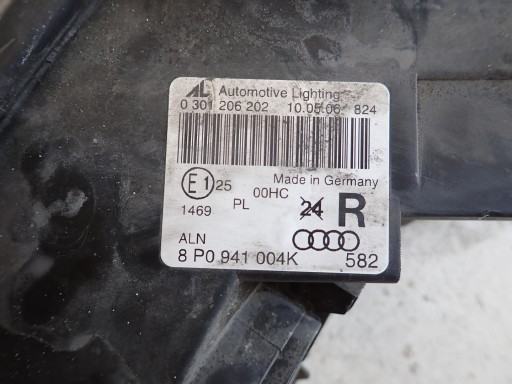 AL Automotive Lighting
0 301 206 202 10.05.06 824
E1 25 00HC Made in Germany
1469 PL 24 R
ALN
8 P0 941 004K 582